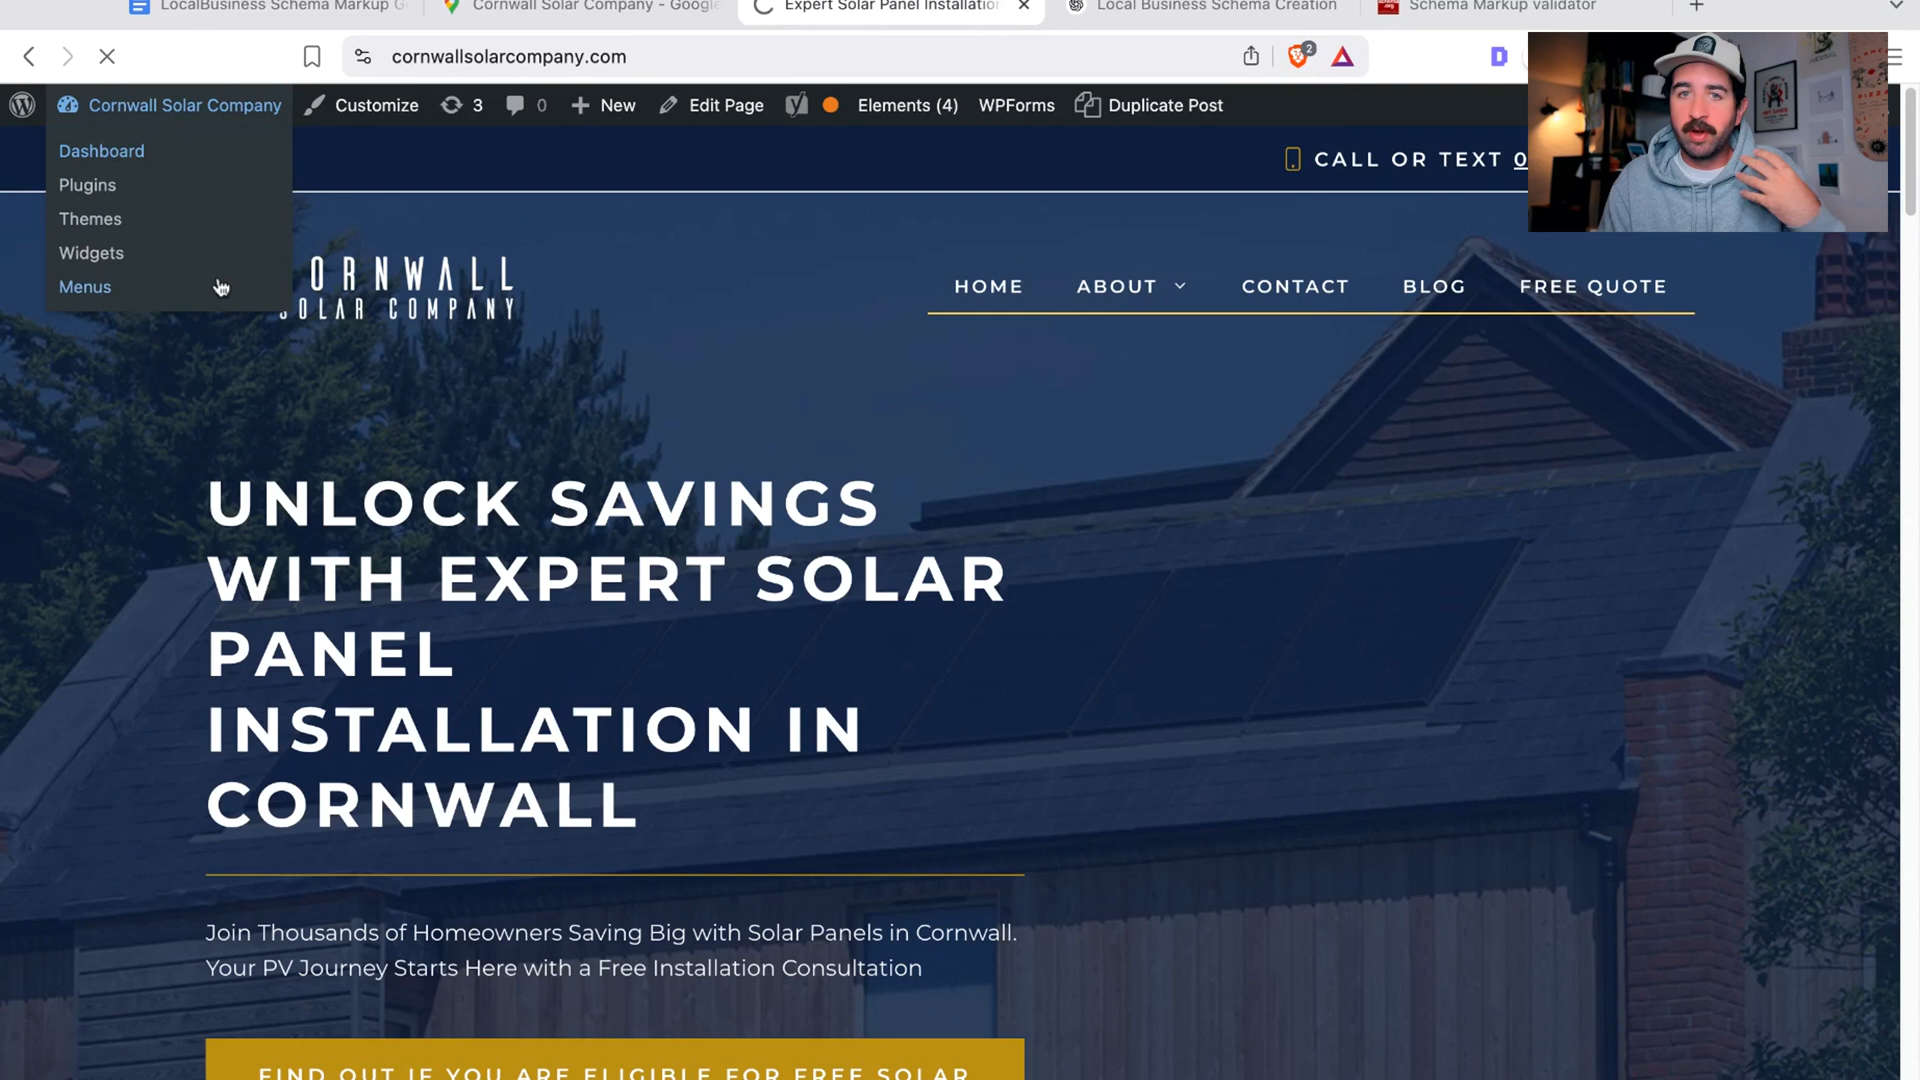 LocalBusiness Schema Markup
Cornwall Solar Company - Google
Expert Solar Panel Installation
Local Business Schema Creation
Schema Markup validator
cornwallsolarcompany.com
2
D
Cornwall Solar Company
Customize
3
0
New
Edit Page
Elements (4)
WPForms
Duplicate Post
Dashboard
Plugins
Themes
Widgets
Menus
CALL OR TEXT 0
ORNWALL
SOLAR COMPANY
HOME
ABOUT
CONTACT
BLOG
FREE QUOTE
UNLOCK SAVINGS
WITH EXPERT SOLAR
PANEL
INSTALLATION IN
CORNWALL
Join Thousands of Homeowners Saving Big with Solar Panels in Cornwall.
Your PV Journey Starts Here with a Free Installation Consultation
FIND OUT IF YOU ARE ELIGIBLE FOR FREE SOLAR